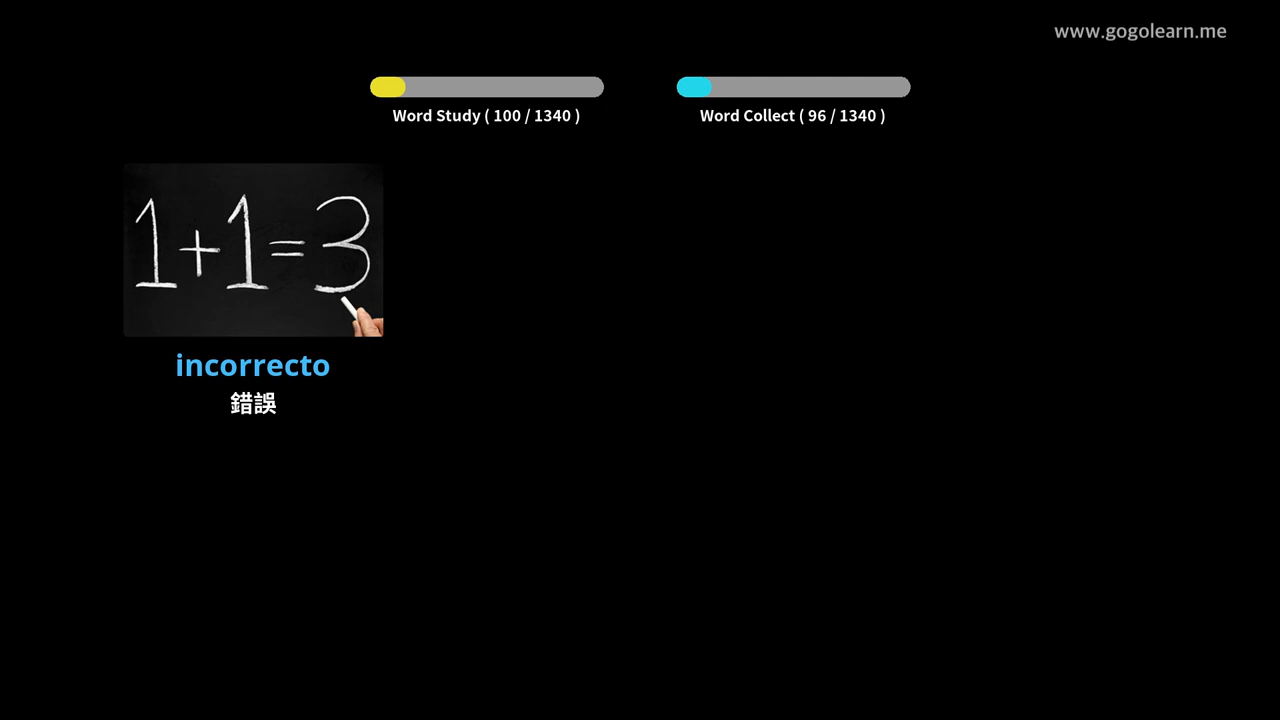 www.gogolearn.me
Word Study ( 100 / 1340 )
Word Collect ( 96 / 1340 )
1+1=3
incorrecto
錯誤